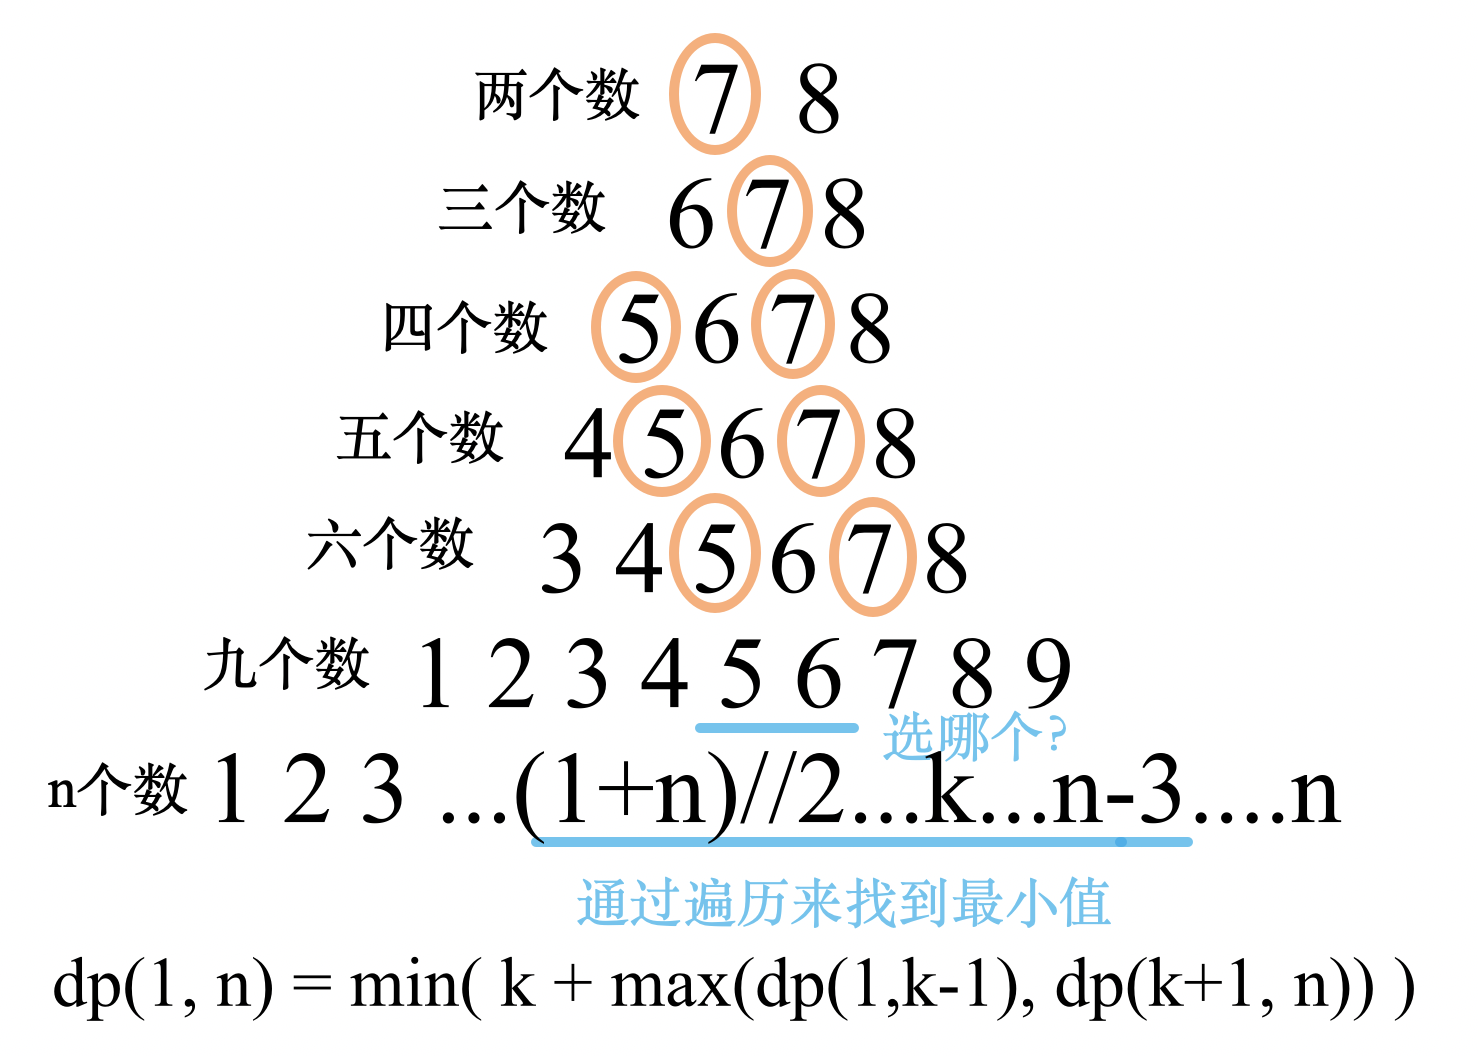 两个数 7 8
三个数 6 7 8
四个数 5 6 7 8
五个数 4 5 6 7 8
六个数 3 4 5 6 7 8
九个数 1 2 3 4 5 6 7 8 9
选哪个?
n个数 1 2 3 ...(1+n)//2...k...n-3....n
通过遍历来找到最小值
dp(1, n) = min( k + max(dp(1,k-1), dp(k+1, n)) )